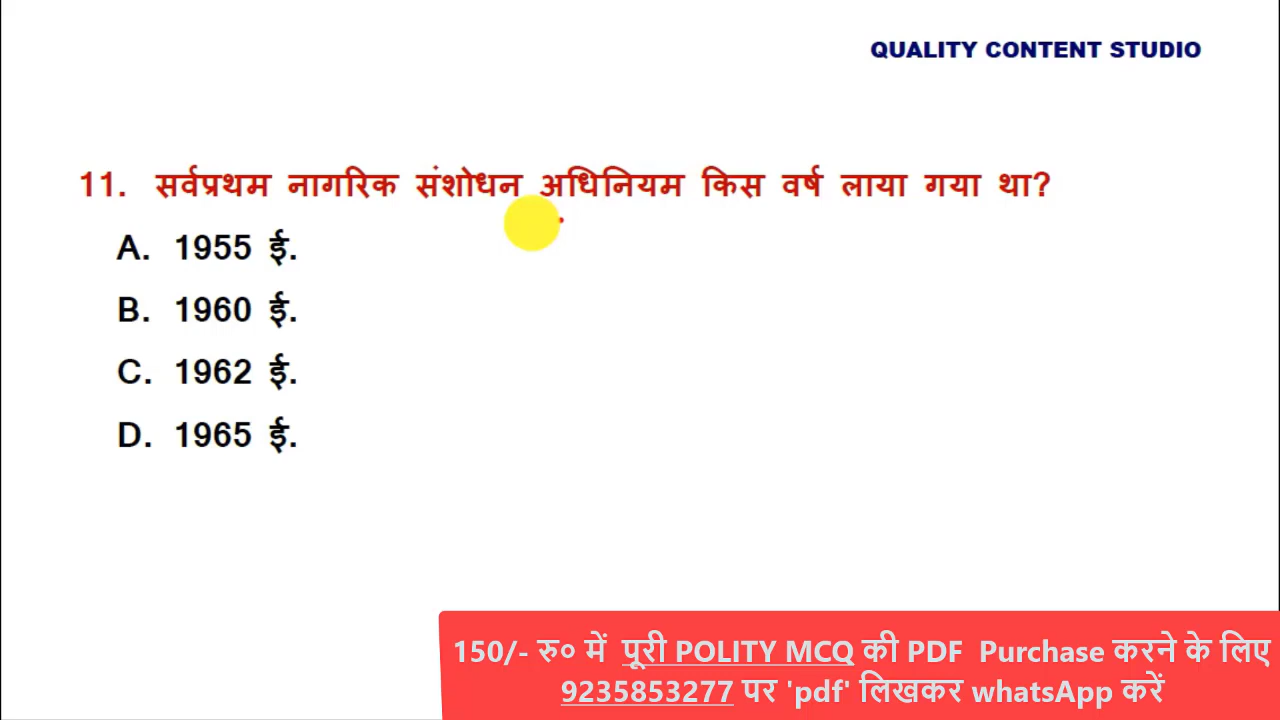 QUALITY CONTENT STUDIO
11. सर्वप्रथम नागरिक संशोधन अधिनियम किस वर्ष लाया गया था?
A. 1955 ई.
B. 1960 ई.
C. 1962 ई.
D. 1965 ई.
150/- रु० में पूरी POLITY MCQ की PDF Purchase करने के लिए
9235853277 पर 'pdf' लिखकर whatsApp करें